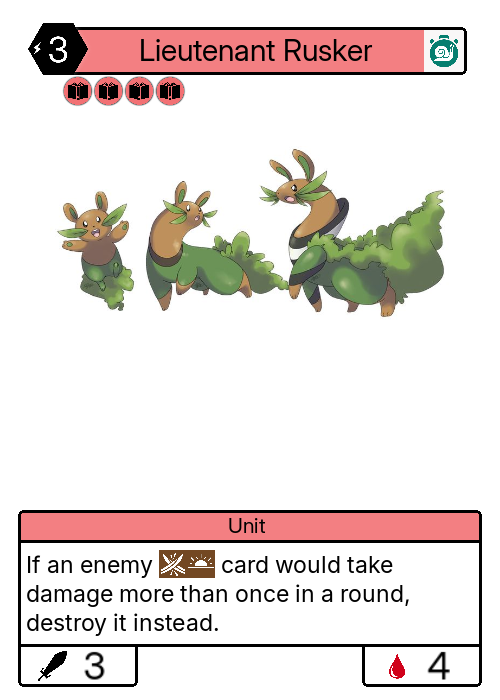 3
Lieutenant Rusker
Unit
If an enemy card would take
damage more than once in a round,
destroy it instead.
3
4